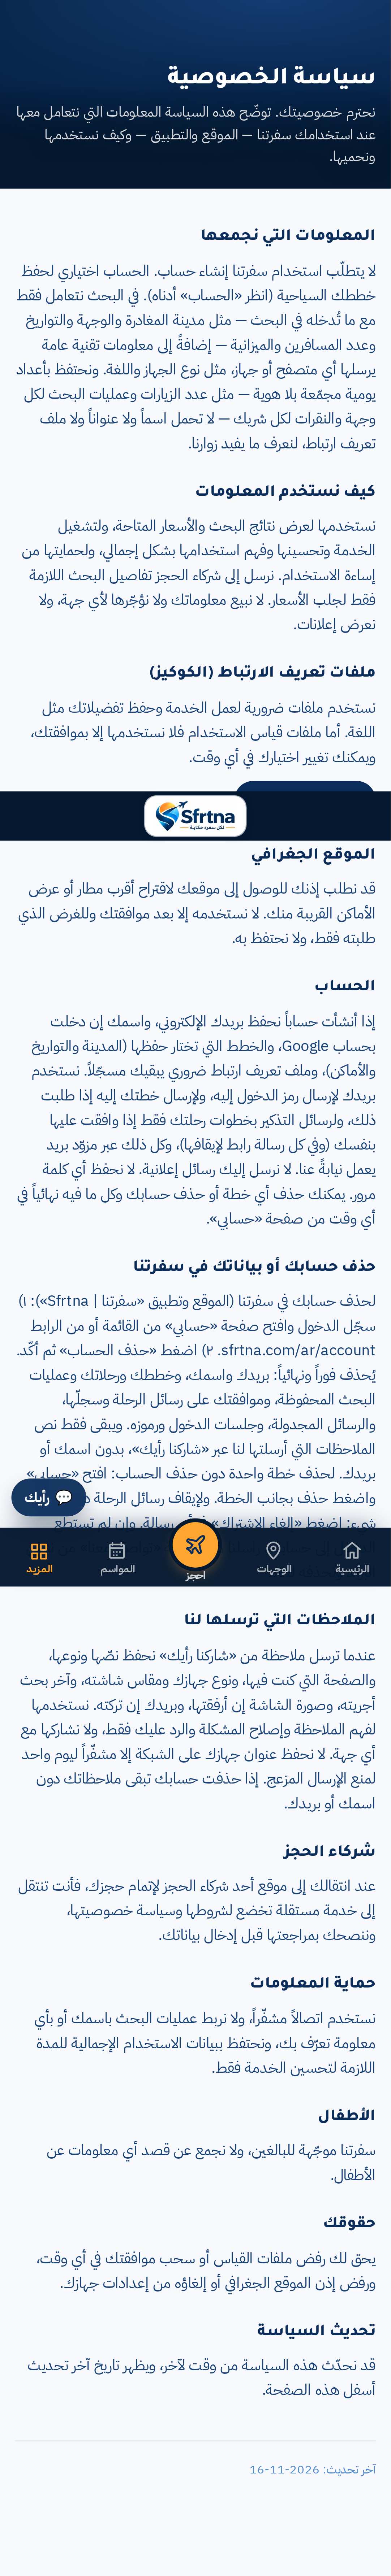 سياسة الخصوصية
نحترم خصوصيتك. توضّح هذه السياسة المعلومات التي نتعامل معها
عند استخدامك سفرتنا — الموقع والتطبيق — وكيف نستخدمها
ونحميها.
المعلومات التي نجمعها
لا يتطلّب استخدام سفرتنا إنشاء حساب. الحساب اختياري لحفظ
خططك السياحية (انظر «الحساب» أدناه). في البحث نتعامل فقط
مع ما تُدخله في البحث — مثل مدينة المغادرة والوجهة والتواريخ
وعدد المسافرين والميزانية — إضافةً إلى معلومات تقنية عامة
يرسلها أي متصفح أو جهاز، مثل نوع الجهاز واللغة. ونحتفظ بأعداد
يومية مجمّعة بلا هوية — مثل عدد الزيارات وعمليات البحث لكل
وجهة والنقرات لكل شريك — لا تحمل اسماً ولا عنواناً ولا ملف
تعريف ارتباط، لنعرف ما يفيد زوارنا.
كيف نستخدم المعلومات
نستخدمها لعرض نتائج البحث والأسعار المتاحة، ولتشغيل
الخدمة وتحسينها وفهم استخدامها بشكل إجمالي، ولحمايتها من
إساءة الاستخدام. نرسل إلى شركاء الحجز تفاصيل البحث اللازمة
فقط لجلب الأسعار. لا نبيع معلوماتك ولا نؤجّرها لأي جهة، ولا
نعرض إعلانات.
ملفات تعريف الارتباط (الكوكيز)
نستخدم ملفات ضرورية لعمل الخدمة وحفظ تفضيلاتك مثل
اللغة. أما ملفات قياس الاستخدام فلا نستخدمها إلا بموافقتك،
ويمكنك تغيير اختيارك في أي وقت.
Sfrtna
لكل سفره حكاية
الموقع الجغرافي
قد نطلب إذنك للوصول إلى موقعك لاقتراح أقرب مطار أو عرض
الأماكن القريبة منك. لا نستخدمه إلا بعد موافقتك وللغرض الذي
طلبته فقط، ولا نحتفظ به.
الحساب
إذا أنشأت حساباً نحفظ بريدك الإلكتروني، واسمك إن دخلت
بحساب Google، والخطط التي تختار حفظها (المدينة والتواريخ
والأماكن)، وملف تعريف ارتباط ضروري يبقيك مسجّلاً. نستخدم
بريدك لإرسال رمز الدخول إليه، ولإرسال خطتك إليه إذا طلبت
ذلك، ولرسائل التذكير بخطوات رحلتك فقط إذا وافقت عليها
بنفسك (وفي كل رسالة رابط لإيقافها)، وكل ذلك عبر مزوّد بريد
يعمل نيابةً عنا. لا نرسل إليك رسائل إعلانية. لا نحفظ أي كلمة
مرور. يمكنك حذف أي خطة أو حذف حسابك وكل ما فيه نهائياً في
أي وقت من صفحة «حسابي».
حذف حسابك أو بياناتك في سفرتنا
لحذف حسابك في سفرتنا (الموقع وتطبيق «سفرتنا | Sfrtna»): ١)
سجّل الدخول وافتح صفحة «حسابي» من القائمة أو من الرابط
sfrtna.com/ar/account. ٢) اضغط «حذف الحساب» ثم أكّد.
يُحذف فوراً ونهائياً: بريدك واسمك، وخططك ورحلاتك وعمليات
البحث المحفوظة، وموافقتك على رسائل الرحلة وسجلّها،
والرسائل المجدولة، وجلسات الدخول ورموزه. ويبقى فقط نص
الملاحظات التي أرسلتها لنا عبر «شاركنا رأيك»، بدون اسمك أو
بريدك. لحذف خطة واحدة دون حذف الحساب: افتح «حسابي»
واضغط حذف بجانب الخطة. ولإيقاف رسائل الرحلة
💬 رأيك
اضغط «إلغاء الاشتراك» رسالة. وإن لم تستطع
الرئيسية
الوجهات
احجز
المواسم
المزيد
الملاحظات التي ترسلها لنا
عندما ترسل ملاحظة من «شاركنا رأيك» نحفظ نصّها ونوعها،
والصفحة التي كنت فيها، ونوع جهازك ومقاس شاشته، وآخر بحث
أجريته، وصورة الشاشة إن أرفقتها، وبريدك إن تركته. نستخدمها
لفهم الملاحظة وإصلاح المشكلة والرد عليك فقط، ولا نشاركها مع
أي جهة. لا نحفظ عنوان جهازك على الشبكة إلا مشفّراً ليوم واحد
لمنع الإرسال المزعج. إذا حذفت حسابك تبقى ملاحظاتك دون
اسمك أو بريدك.
شركاء الحجز
عند انتقالك إلى موقع أحد شركاء الحجز لإتمام حجزك، فأنت تنتقل
إلى خدمة مستقلة تخضع لشروطها وسياسة خصوصيتها،
وننصحك بمراجعتها قبل إدخال بياناتك.
حماية المعلومات
نستخدم اتصالاً مشفّراً، ولا نربط عمليات البحث باسمك أو بأي
معلومة تعرّف بك، ونحتفظ ببيانات الاستخدام الإجمالية للمدة
اللازمة لتحسين الخدمة فقط.
الأطفال
سفرتنا موجّهة للبالغين، ولا نجمع عن قصد أي معلومات عن
الأطفال.
حقوقك
يحق لك رفض ملفات القياس أو سحب موافقتك في أي وقت،
ورفض إذن الموقع الجغرافي أو إلغاؤه من إعدادات جهازك.
تحديث السياسة
قد نحدّث هذه السياسة من وقت لآخر، ويظهر تاريخ آخر تحديث
أسفل هذه الصفحة.
آخر تحديث: 2026-11-16